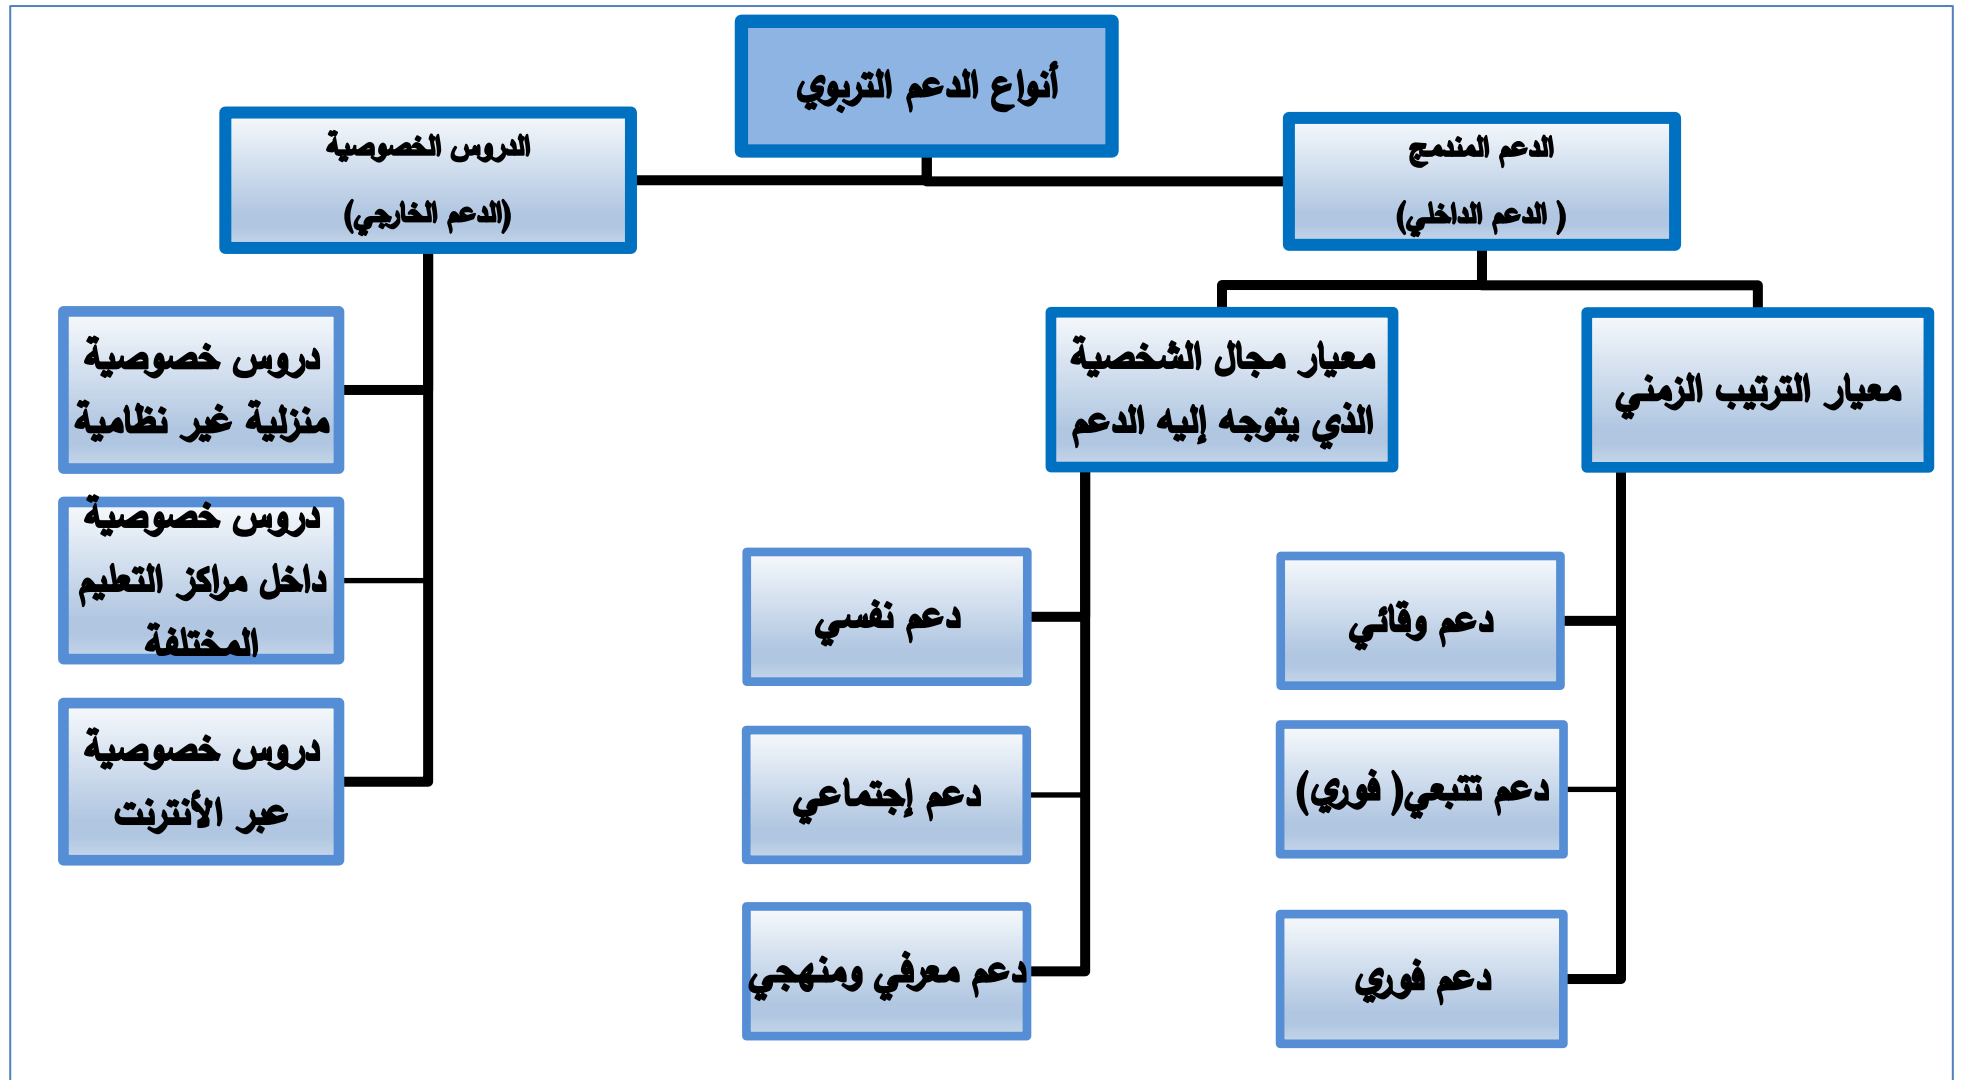 أنواع الدعم التربوي
الدعم المندمج
( الدعم الداخلي)
الدروس الخصوصية
(الدعم الخارجي)
معيار الترتيب الزمني
معيار مجال الشخصية
الذي يتوجه إليه الدعم
دعم وقائي
دعم تتبعي( فوري)
دعم فوري
دعم نفسي
دعم إجتماعي
دعم معرفي ومنهجي
دروس خصوصية
منزلية غير نظامية
دروس خصوصية
داخل مراكز التعليم
المختلفة
دروس خصوصية
عبر الأنترنت